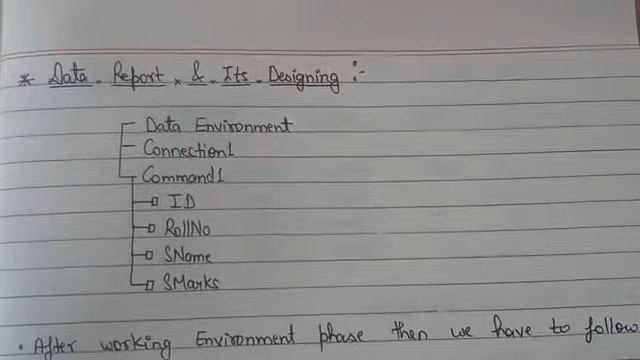 * Data Report & Its Designing :-
Data Environment
Connection1
Command1
ID
RollNo
SName
SMarks
• After working Environment phase then we have to follow